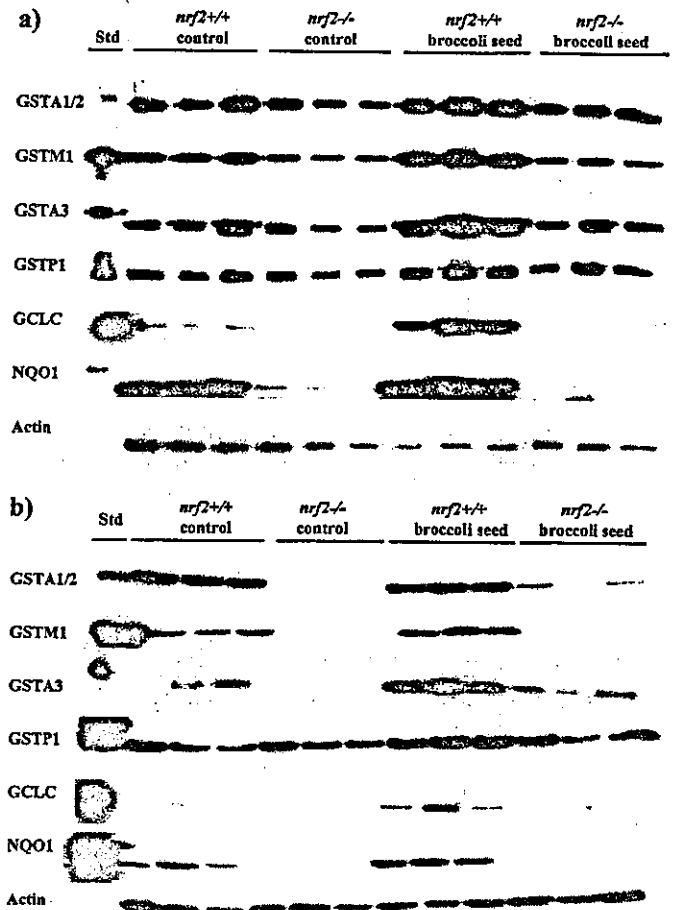 a)
Std
nrf2+/+ control
nrf2-/- control
nrf2+/+ broccoli seed
nrf2-/- broccoli seed
GSTA1/2
GSTM1
GSTA3
GSTP1
GCLC
NQO1
Actin
b)
Std
nrf2+/+ control
nrf2-/- control
nrf2+/+ broccoli seed
nrf2-/- broccoli seed
GSTA1/2
GSTM1
GSTA3
GSTP1
GCLC
NQO1
Actin